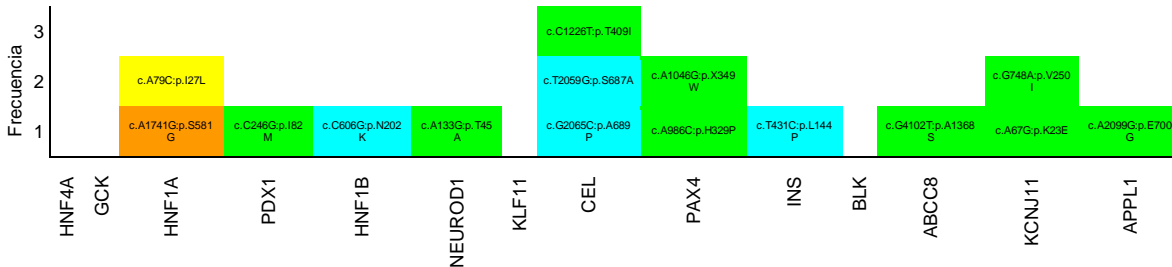 3
c.C1226T:p.T409I
Frecuencia
2
c.A79C:p.I27L
c.T2059G:p.S687A
c.A1046G:p.X349
W
c.G748A:p.V250
I
1
c.A1741G:p.S581
G
c.C246G:p.I82
M
c.C606G:p.N202
K
c.A133G:p.T45
A
c.G2065C:p.A689
P
c.A986C:p.H329P
c.T431C:p.L144
P
c.G4102T:p.A1368
S
c.A67G:p.K23E
c.A2099G:p.E700
G
HNF4A
GCK
HNF1A
PDX1
HNF1B
NEUROD1
KLF11
CEL
PAX4
INS
BLK
ABCC8
KCNJ11
APPL1